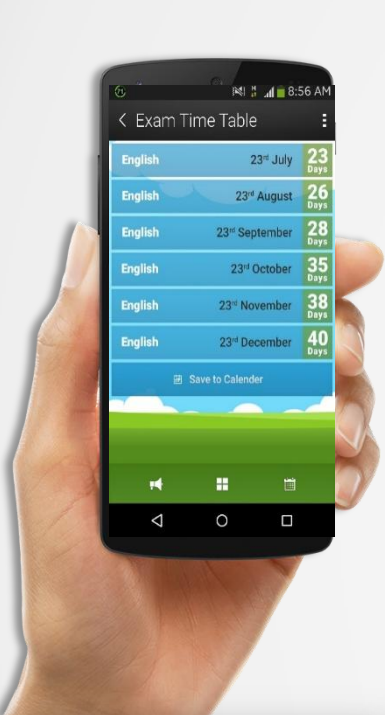 8:56 AM
Exam Time Table
English 23rd July 23 Days
English 23rd August 26 Days
English 23rd September 28 Days
English 23rd October 35 Days
English 23rd November 38 Days
English 23rd December 40 Days
Save to Calender